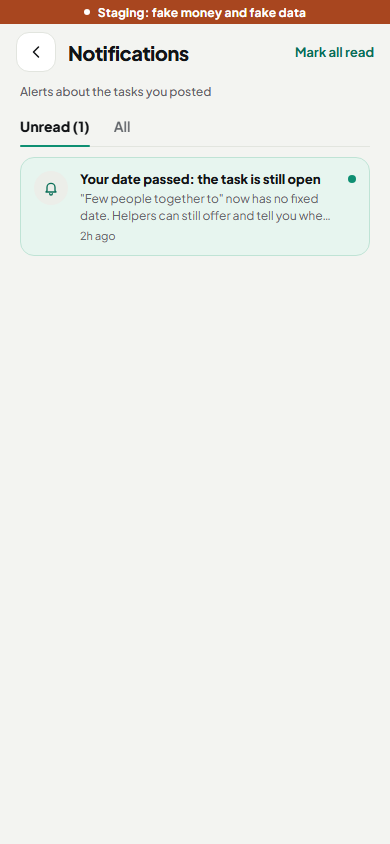 Staging: fake money and fake data
Notifications
Mark all read
Alerts about the tasks you posted
Unread (1)
All
Your date passed: the task is still open
"Few people together to" now has no fixed
date. Helpers can still offer and tell you whe...
2h ago